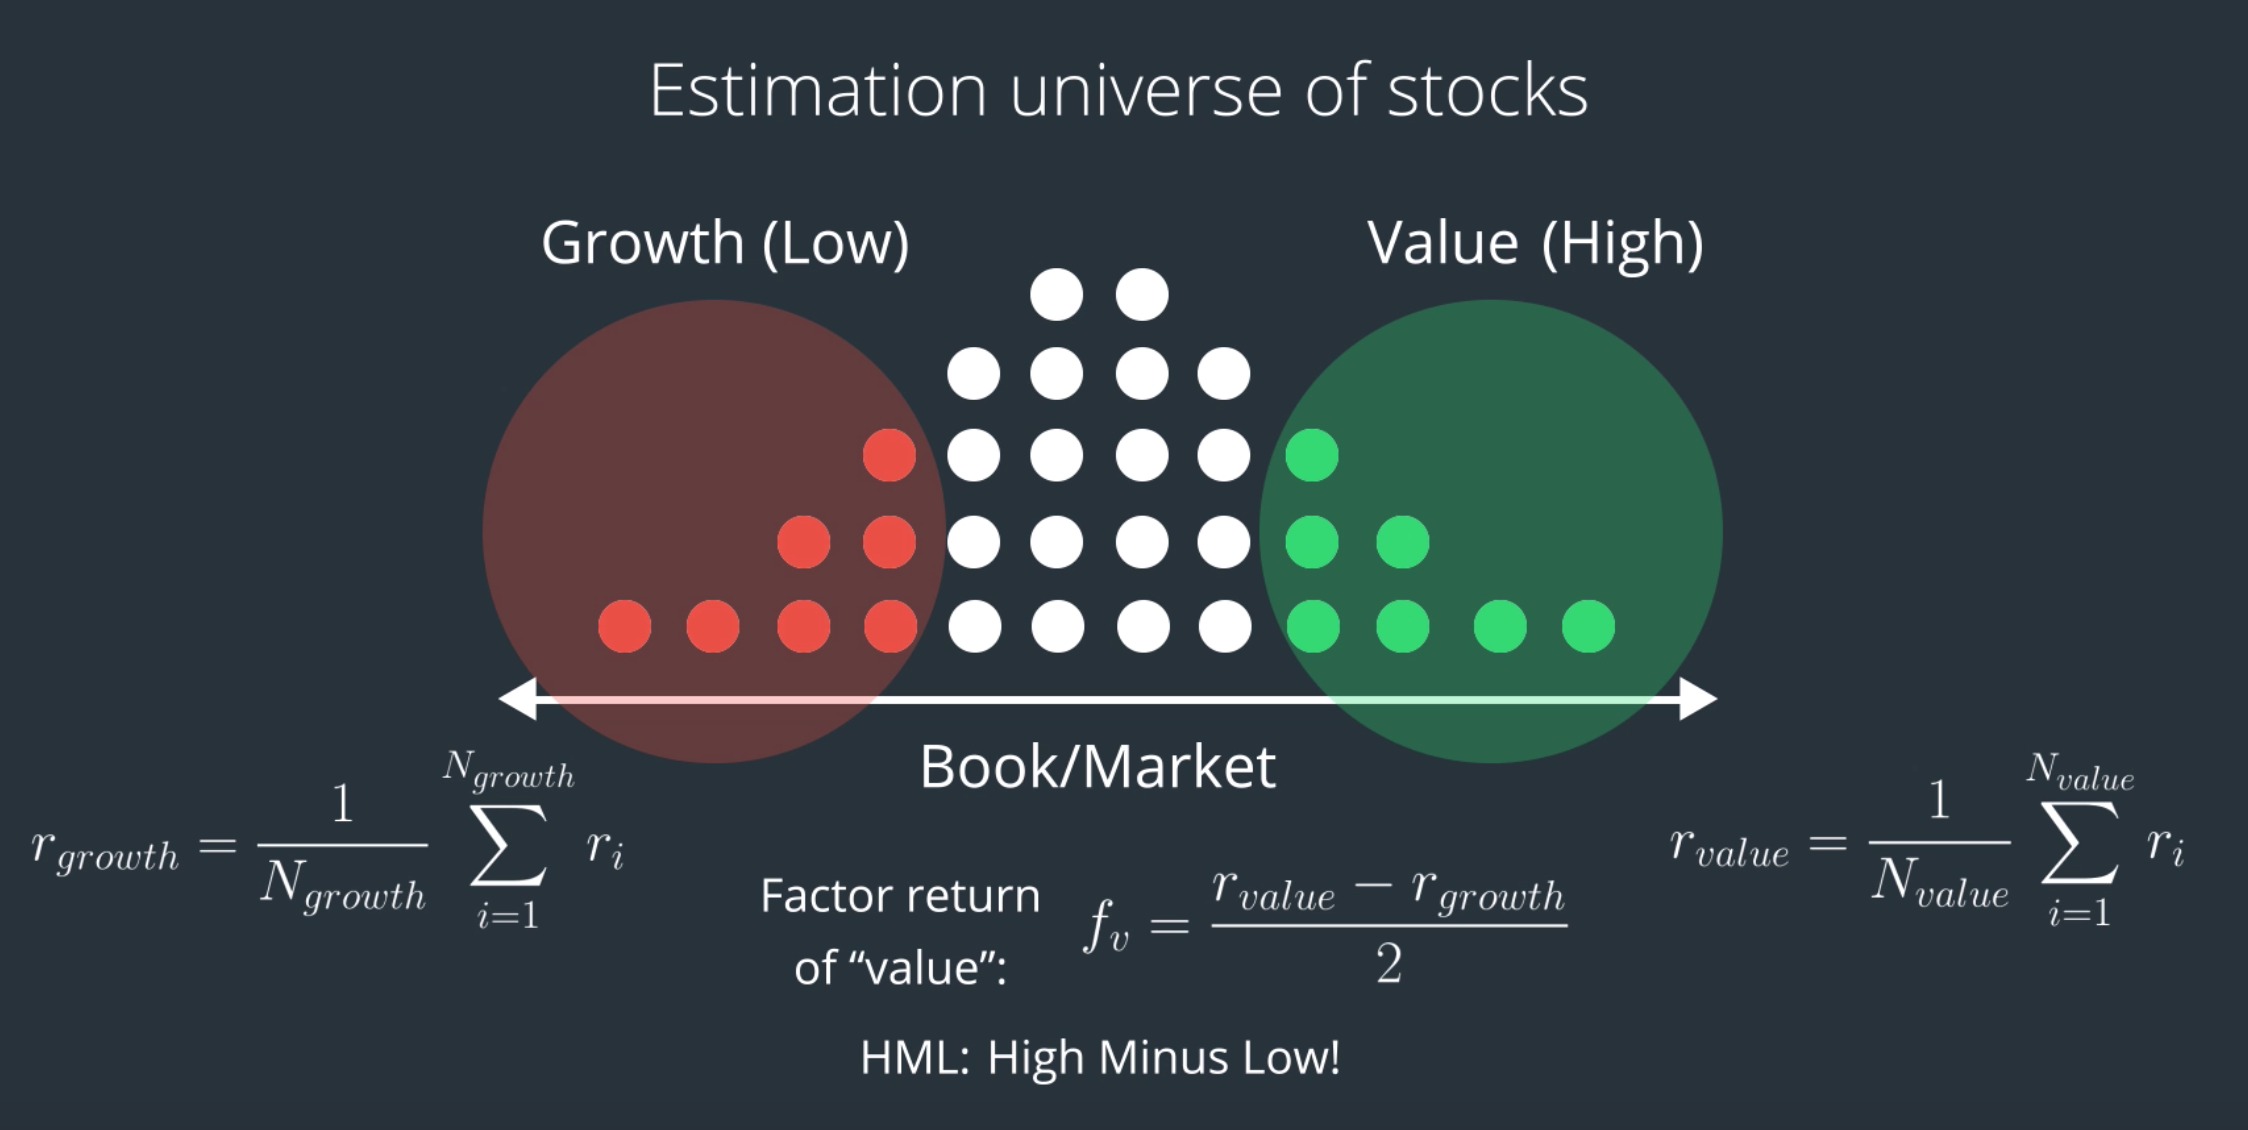 Estimation universe of stocks
Growth (Low)
Value (High)
Book/Market
r_{growth} = \frac{1}{N_{growth}} \sum_{i=1}^{N_{growth}} r_i
r_{value} = \frac{1}{N_{value}} \sum_{i=1}^{N_{value}} r_i
Factor return
of “value”:
f_v = \frac{r_{value} - r_{growth}}{2}
HML: High Minus Low!